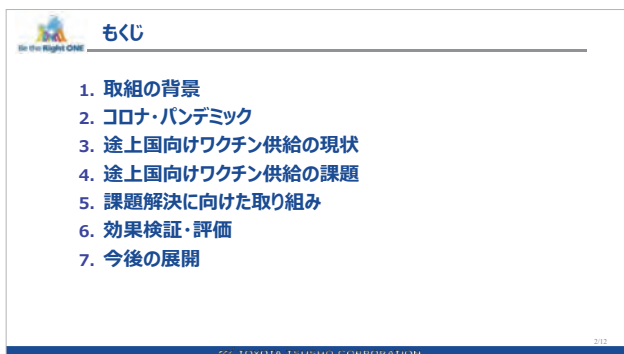 Be the Right ONE
もくじ
1. 取組の背景
2. コロナ・パンデミック
3. 途上国向けワクチン供給の現状
4. 途上国向けワクチン供給の課題
5. 課題解決に向けた取り組み
6. 効果検証・評価
7. 今後の展開
2/12
TOYOTA TSUSHO CORPORATION